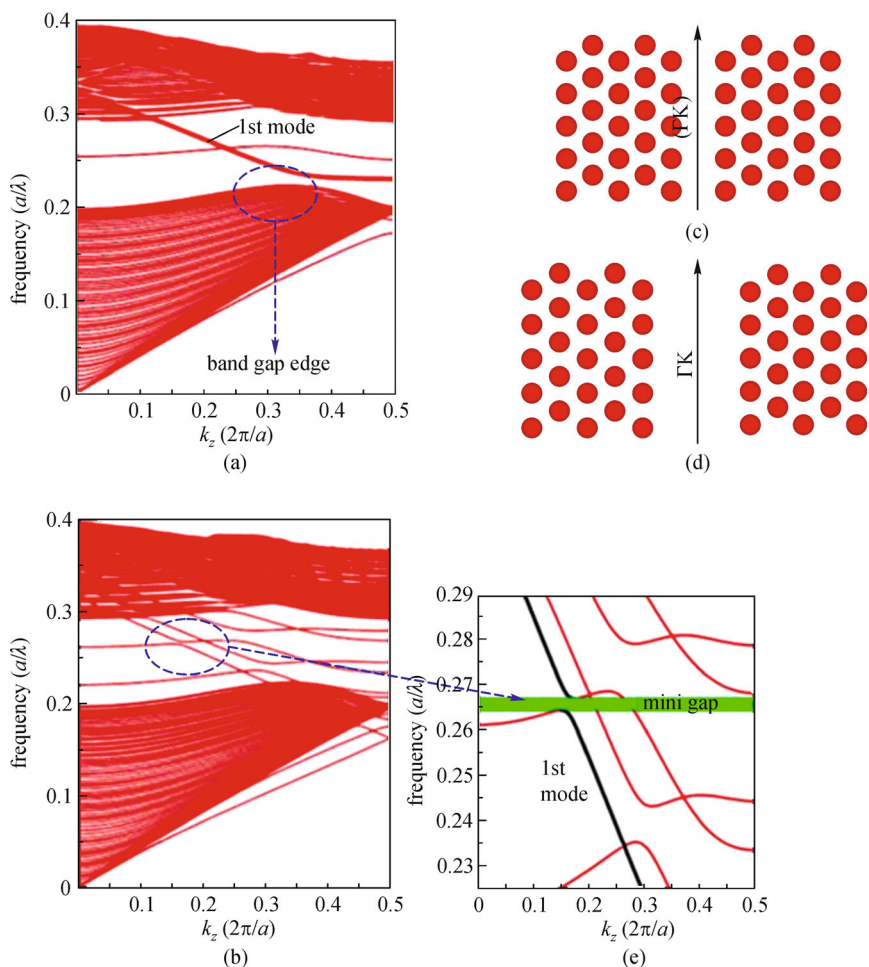 0.4
0.3
0.2
0.1
0
frequency (a/λ)
1st mode
band gap edge
0.1
0.2
0.3
0.4
0.5
k_z (2π/a)
(a)
(ΓK)
(c)
ΓK
(d)
0.4
0.3
0.2
0.1
0
frequency (a/λ)
0.1
0.2
0.3
0.4
0.5
k_z (2π/a)
(b)
0.29
0.28
0.27
0.26
0.25
0.24
0.23
frequency (a/λ)
mini gap
1st
mode
0
0.1
0.2
0.3
0.4
0.5
k_z (2π/a)
(e)